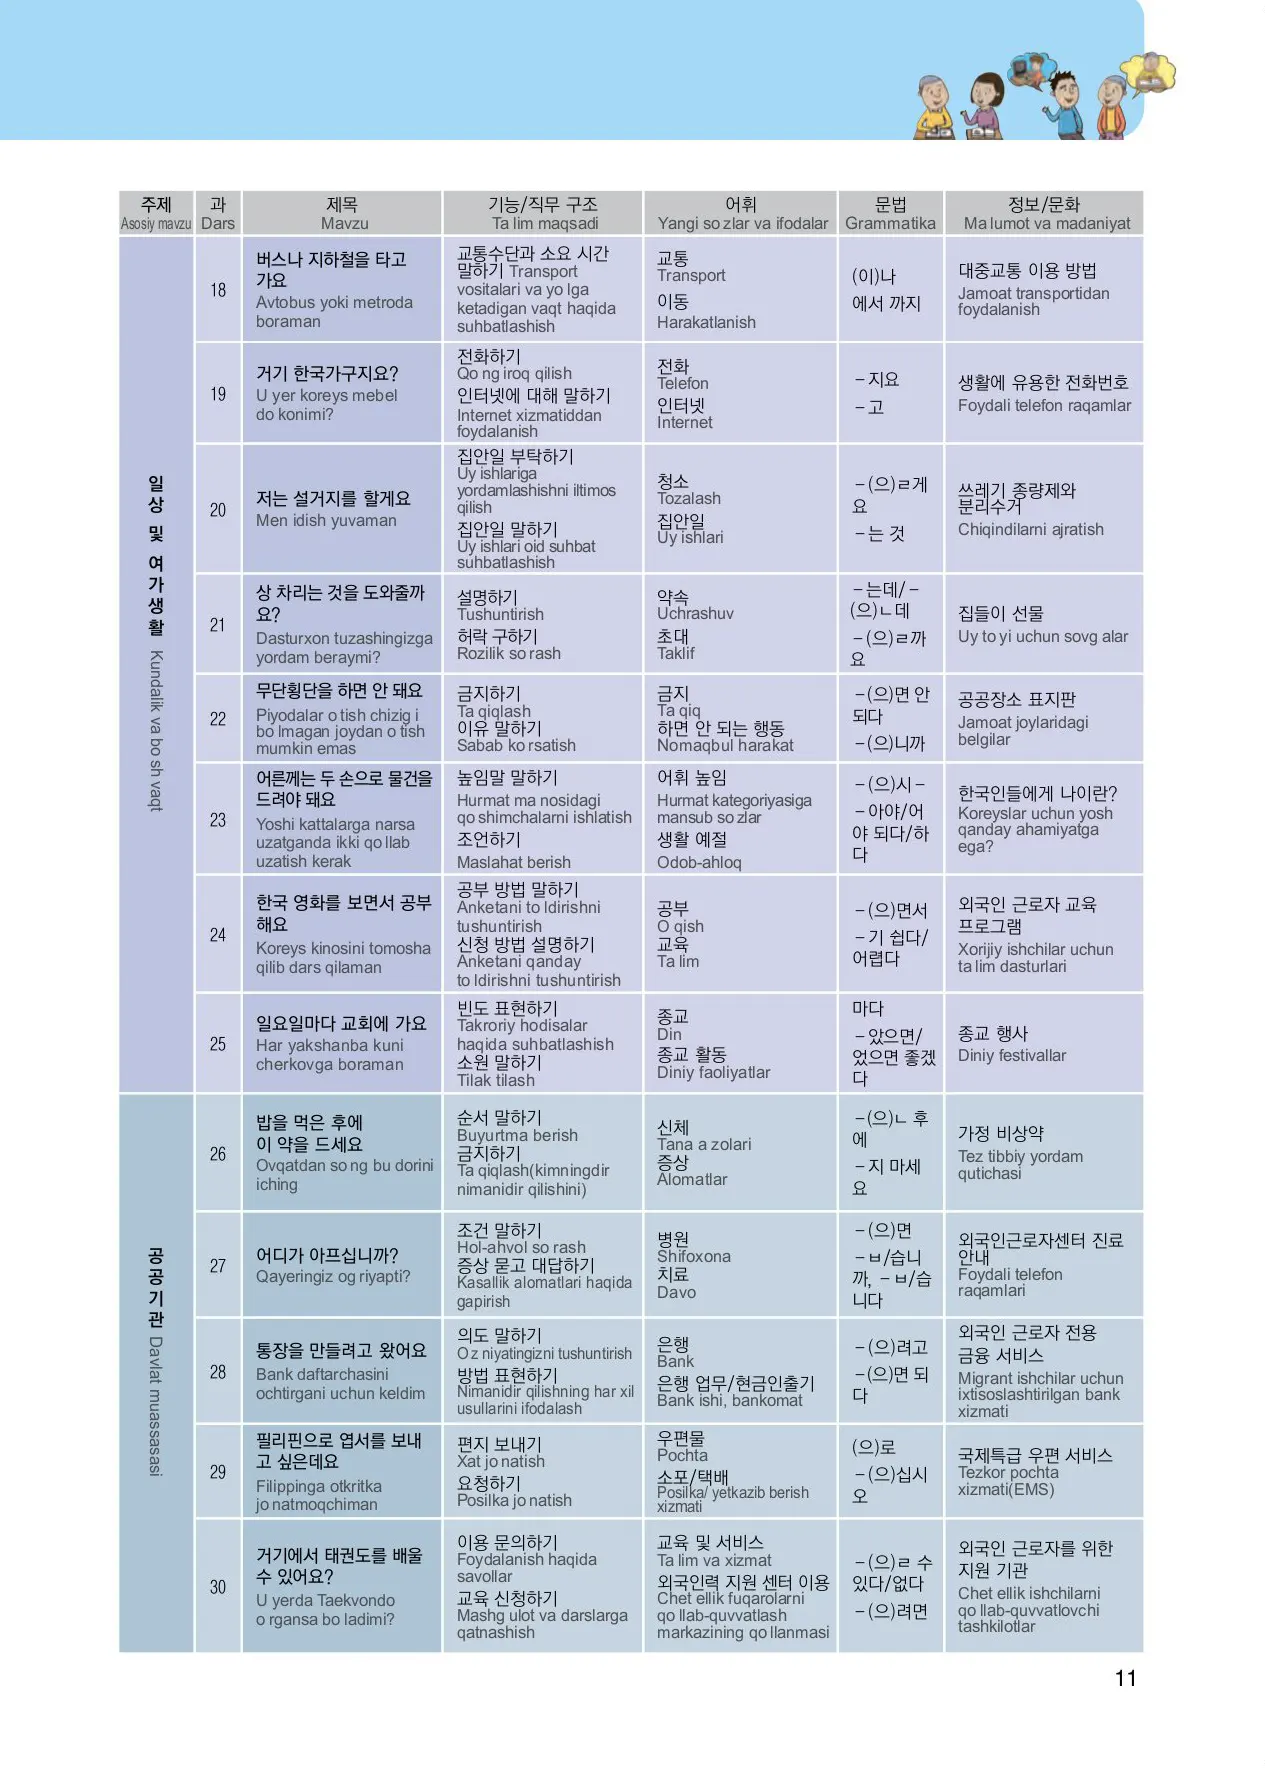 주제 과 제목 기능/직무 구조 어휘 문법 정보/문화
Asosiy mavzu Dars Mavzu Ta lim maqsadi Yangi so zlar va ifodalar Grammatika Ma lumot va madaniyat
일상 및 여가생활 Kundalik va bo sh vaqt
18
버스나 지하철을 타고
가요
Avtobus yoki metroda
boraman
교통수단과 소요 시간
말하기 Transport
vositalari va yo lga
ketadigan vaqt haqida
suhbatlashish
교통
Transport
이동
Harakatlanish
(이)나
에서 까지
대중교통 이용 방법
Jamoat transportidan
foydalanish
19
거기 한국가구지요?
U yer koreys mebel
do konimi?
전화하기
Qo ng iroq qilish
인터넷에 대해 말하기
Internet xizmatiddan
foydalanish
전화
Telefon
인터넷
Internet
-지요
-고
생활에 유용한 전화번호
Foydali telefon raqamlar
20
저는 설거지를 할게요
Men idish yuvaman
집안일 부탁하기
Uy ishlariga
yordamlashishni iltimos
qilish
집안일 말하기
Uy ishlari oid suhbat
suhbatlashish
청소
Tozalash
집안일
Uy ishlari
-(으)ㄹ게
요
-는 것
쓰레기 종량제와
분리수거
Chiqindilarni ajratish
21
상 차리는 것을 도와줄까
요?
Dasturxon tuzashingizga
yordam beraymi?
설명하기
Tushuntirish
허락 구하기
Rozilik so rash
약속
Uchrashuv
초대
Taklif
-는데/-
(으)ㄴ데
-(으)ㄹ까
요
집들이 선물
Uy to yi uchun sovg alar
22
무단횡단을 하면 안 돼요
Piyodalar o tish chizig i
bo lmagan joydan o tish
mumkin emas
금지하기
Ta qiqlash
이유 말하기
Sabab ko rsatish
금지
Ta qiq
하면 안 되는 행동
Nomaqbul harakat
-(으)면 안
되다
-(으)니까
공공장소 표지판
Jamoat joylaridagi
belgilar
23
어른께는 두 손으로 물건을
드려야 돼요
Yoshi kattalarga narsa
uzatganda ikki qo llab
uzatish kerak
높임말 말하기
Hurmat ma nosidagi
qo shimchalarni ishlatish
조언하기
Maslahat berish
어휘 높임
Hurmat kategoriyasiga
mansub so zlar
생활 예절
Odob-ahloq
-(으)시-
-아야/어
야 되다/하
다
한국인들에게 나이란?
Koreyslar uchun yosh
qanday ahamiyatga
ega?
24
한국 영화를 보면서 공부
해요
Koreys kinosini tomosha
qilib dars qilaman
공부 방법 말하기
Anketani to ldirishni
tushuntirish
신청 방법 설명하기
Anketani qanday
to ldirishni tushuntirish
공부
O qish
교육
Ta lim
-(으)면서
-기 쉽다/
어렵다
외국인 근로자 교육
프로그램
Xorijiy ishchilar uchun
ta lim dasturlari
25
일요일마다 교회에 가요
Har yakshanba kuni
cherkovga boraman
빈도 표현하기
Takroriy hodisalar
haqida suhbatlashish
소원 말하기
Tilak tilash
종교
Din
종교 활동
Diniy faoliyatlar
마다
-았으면/
었으면 좋겠
다
종교 행사
Diniy festivallar
공공기관 Davlat muassasasi
26
밥을 먹은 후에
이 약을 드세요
Ovqatdan so ng bu dorini
iching
순서 말하기
Buyurtma berish
금지하기
Ta qiqlash(kimningdir
nimanidir qilishini)
신체
Tana a zolari
증상
Alomatlar
-(으)ㄴ 후
에
-지 마세
요
가정 비상약
Tez tibbiy yordam
qutichasi
27
어디가 아프십니까?
Qayeringiz og riyapti?
조건 말하기
Hol-ahvol so rash
증상 묻고 대답하기
Kasallik alomatlari haqida
gapirish
병원
Shifoxona
치료
Davo
-(으)면
-ㅂ/습니
까, -ㅂ/습
니다
외국인근로자센터 진료
안내
Foydali telefon
raqamlari
28
통장을 만들려고 왔어요
Bank daftarchasini
ochtirgani uchun keldim
의도 말하기
O z niyatingizni tushuntirish
방법 표현하기
Nimanidir qilishning har xil
usullarini ifodalash
은행
Bank
은행 업무/현금인출기
Bank ishi, bankomat
-(으)려고
-(으)면 되
다
외국인 근로자 전용
금융 서비스
Migrant ishchilar uchun
ixtisoslashtirilgan bank
xizmati
29
필리핀으로 엽서를 보내
고 싶은데요
Filippinga otkritka
jo natmoqchiman
편지 보내기
Xat jo natish
요청하기
Posilka jo natish
우편물
Pochta
소포/택배
Posilka/ yetkazib berish
xizmati
(으)로
-(으)십시
오
국제특급 우편 서비스
Tezkor pochta
xizmati(EMS)
30
거기에서 태권도를 배울
수 있어요?
U yerda Taekvondo
o rgansa bo ladimi?
이용 문의하기
Foydalanish haqida
savollar
교육 신청하기
Mashg ulot va darslarga
qatnashish
교육 및 서비스
Ta lim va xizmat
외국인력 지원 센터 이용
Chet ellik fuqarolarni
qo llab-quvvatlash
markazining qo llanmasi
-(으)ㄹ 수
있다/없다
-(으)려면
외국인 근로자를 위한
지원 기관
Chet ellik ishchilarni
qo llab-quvvatlovchi
tashkilotlar
11